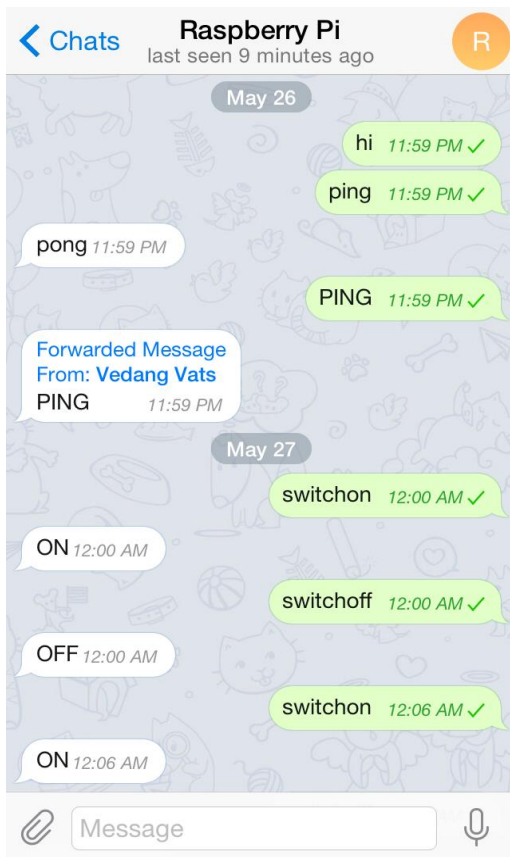 Chats
Raspberry Pi
last seen 9 minutes ago
R
May 26
hi 11:59 PM
ping 11:59 PM
pong 11:59 PM
PING 11:59 PM
Forwarded Message
From: Vedang Vats
PING 11:59 PM
May 27
switchon 12:00 AM
ON 12:00 AM
switchoff 12:00 AM
OFF 12:00 AM
switchon 12:06 AM
ON 12:06 AM
Message